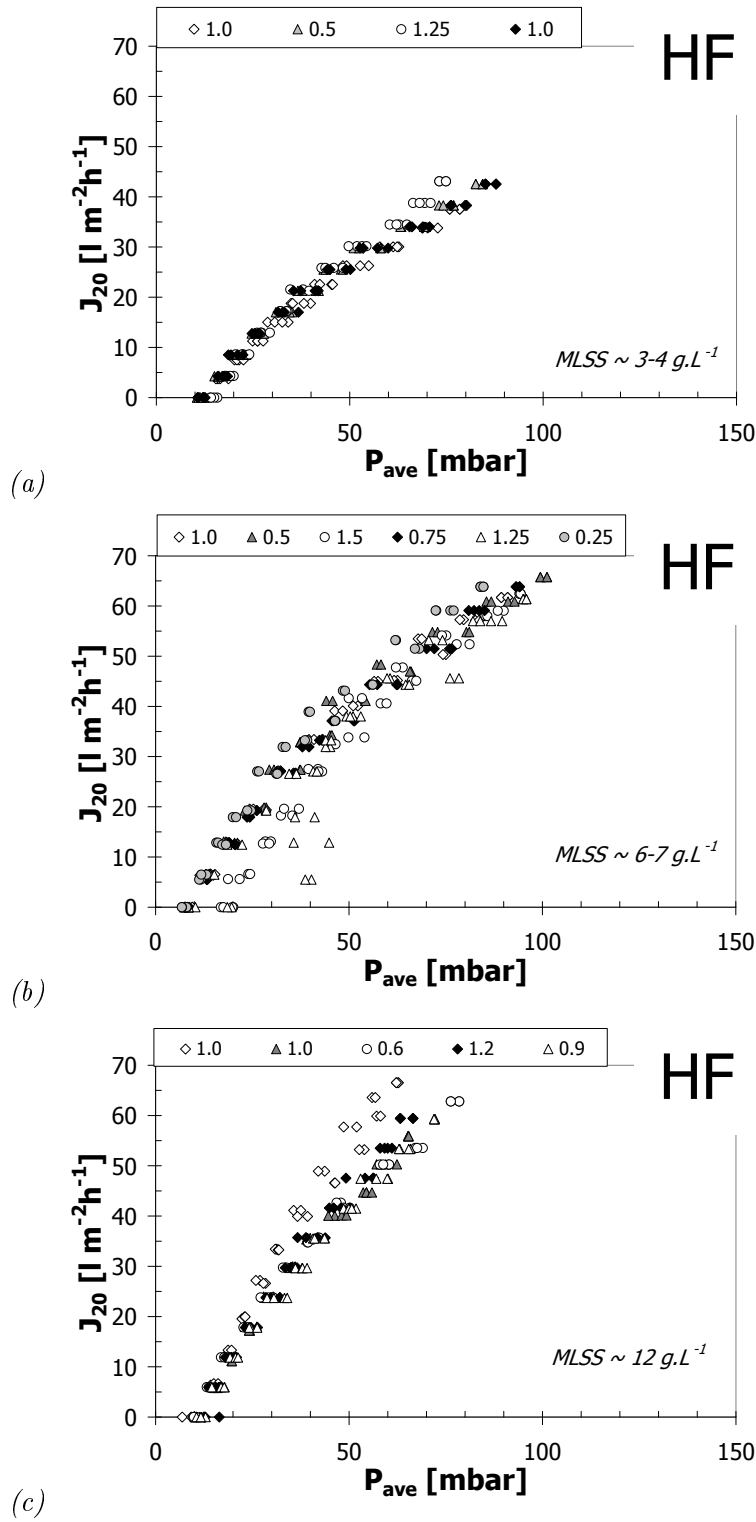 1.0 0.5 1.25 1.0
HF
70
60
50
40
30
20
10
0
J20 [l m-2h-1]
MLSS ~ 3-4 g.L-1
0 50 100 150
Pave [mbar]
(a)
1.0 0.5 1.5 0.75 1.25 0.25
HF
70
60
50
40
30
20
10
0
J20 [l m-2h-1]
MLSS ~ 6-7 g.L-1
0 50 100 150
Pave [mbar]
(b)
1.0 1.0 0.6 1.2 0.9
HF
70
60
50
40
30
20
10
0
J20 [l m-2h-1]
MLSS ~ 12 g.L-1
0 50 100 150
Pave [mbar]
(c)